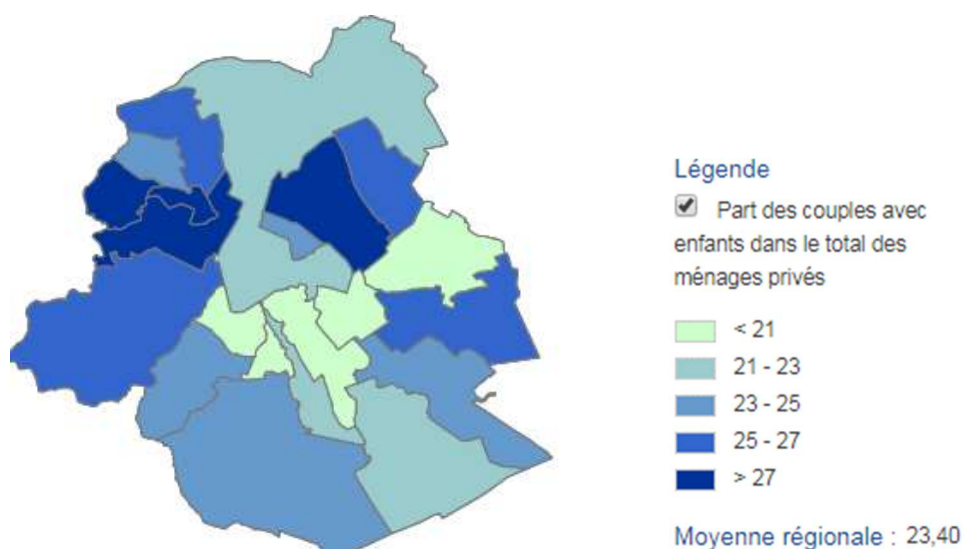 Légende
Part des couples avec
enfants dans le total des
ménages privés
< 21
21 - 23
23 - 25
25 - 27
> 27
Moyenne régionale : 23,40